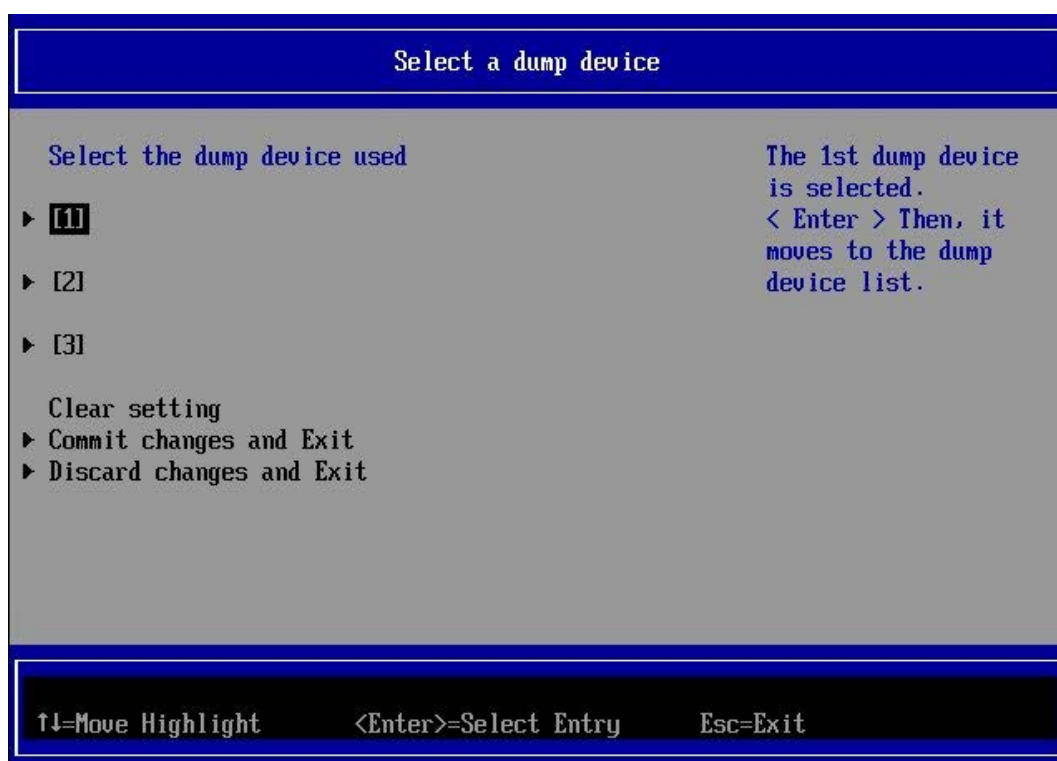 Select a dump device
Select the dump device used
[1]
[2]
[3]
Clear setting
Commit changes and Exit
Discard changes and Exit
The 1st dump device
is selected.
< Enter > Then, it
moves to the dump
device list.
↑↓=Move Highlight <Enter>=Select Entry Esc=Exit